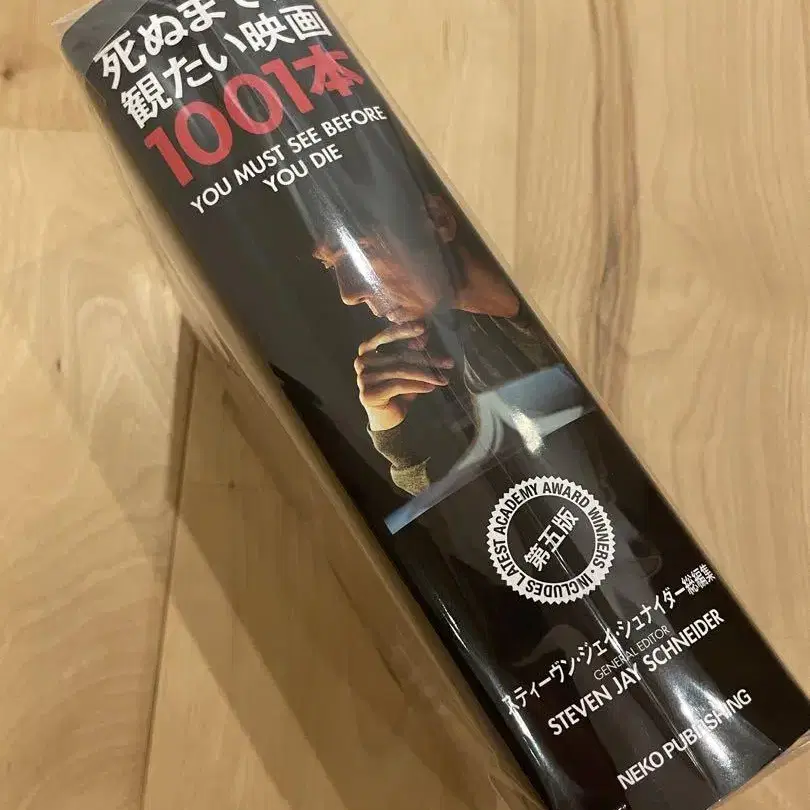 死ぬまで
観たい映画
1001本
YOU MUST SEE BEFORE
YOU DIE
INCLUDES LATEST ACADEMY AWARD WINNERS •
第五版
スティーヴン・ジェイ・シュナイダー総編集
GENERAL EDITOR
STEVEN JAY SCHNEIDER
NEKO PUBLISHING